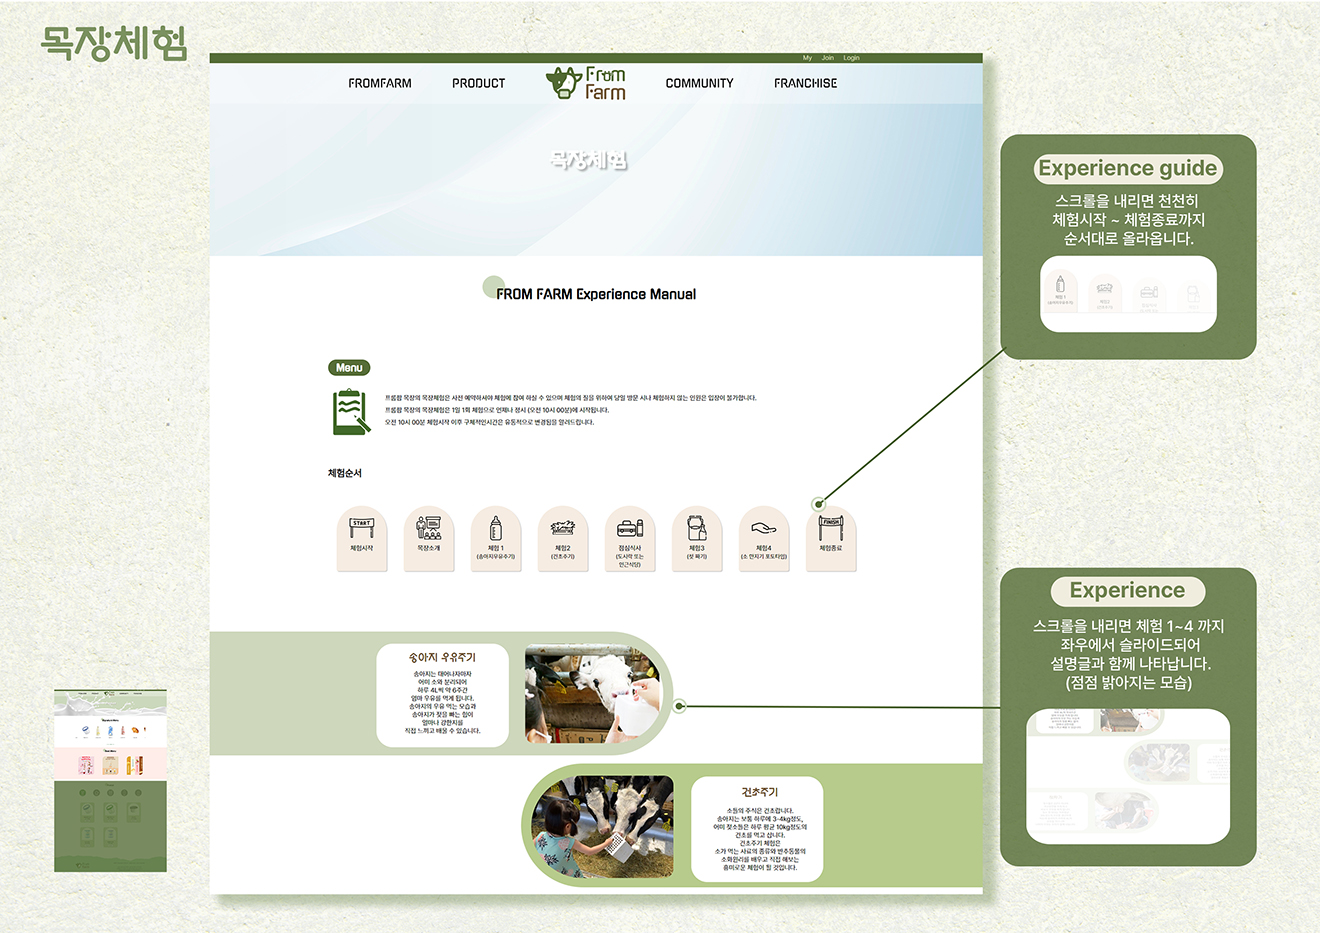 목장체험
My Join Login
FROMFARM PRODUCT From Farm COMMUNITY FRANCHISE
목장체험
FROM FARM Experience Manual
Menu
프롬팜 목장의 목장체험은 사전 예약하셔야 체험에 참여 하실 수 있으며 체험의 질을 위하여 당일 방문 시나 체험하지 않는 인원은 입장이 불가합니다.
프롬팜 목장의 목장체험은 1일 1회 체험으로 언제나 정시 (오전 10시 00분)에 시작됩니다.
오전 10시 00분 체험시작 이후 구체적인시간은 유동적으로 변경됨을 알려드립니다.
체험순서
START
체험시작
목장소개
체험 1
(송아지우유주기)
체험2
(건초주기)
점심식사
(도시락 또는
인근식당)
체험3
(젖 짜기)
체험4
(소 만지기 포토타임)
FINISH
체험종료
송아지 우유주기
송아지는 태어나자마자
어미 소와 분리되어
하루 4L씩 약 6주간
엄마 우유를 먹게 됩니다.
송아지의 우유 먹는 모습과
송아지가 젖을 빠는 힘이
얼마나 강한지를
직접 느끼고 배울 수 있습니다.
건초주기
소들의 주식은 건초랍니다.
송아지는 보통 하루에 3~4kg정도,
어미 젖소들은 하루 평균 10kg정도의
건초를 먹고 삽니다.
건초주기 체험은
소가 먹는 사료의 종류와 반추동물의
소화원리를 배우고 직접 해보는
흥미로운 체험이 될 것입니다.
Experience guide
스크롤을 내리면 천천히
체험시작 ~ 체험종료까지
순서대로 올라옵니다.
체험 1
(송아지우유주기)
체험2
(건초주기)
Experience
스크롤을 내리면 체험 1~4 까지
좌우에서 슬라이드되어
설명글과 함께 나타납니다.
(점점 밝아지는 모습)